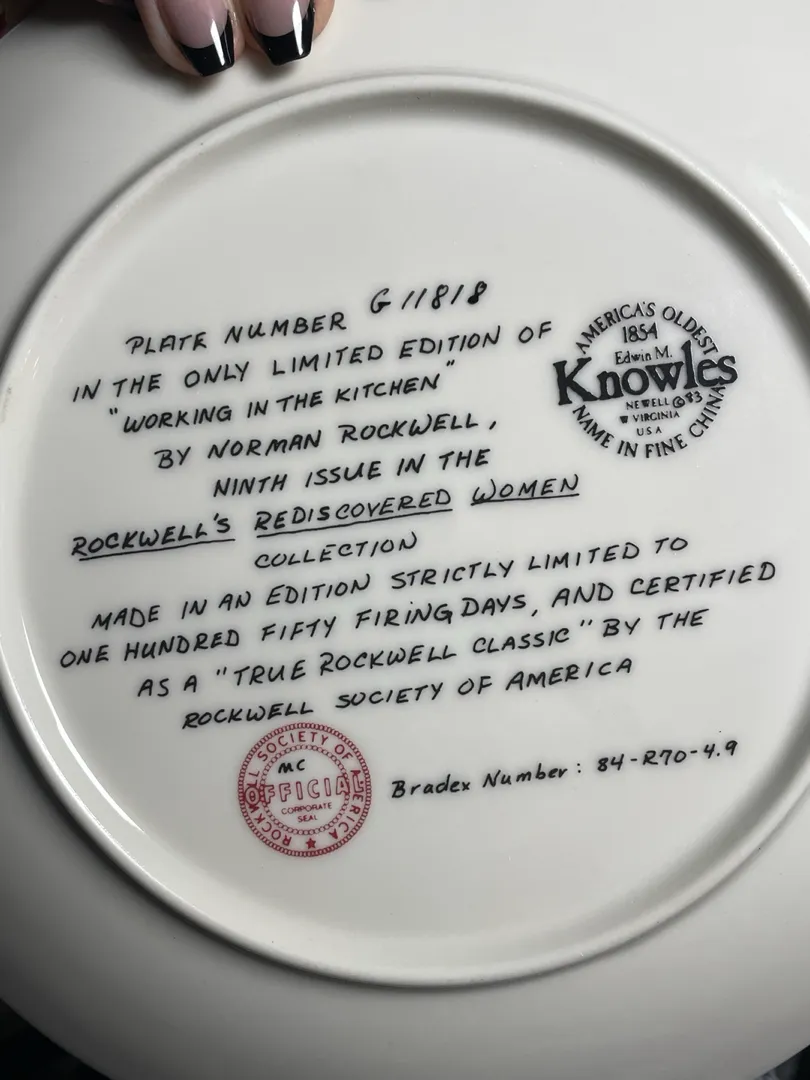 PLATE NUMBER G11818
IN THE ONLY LIMITED EDITION OF
"WORKING IN THE KITCHEN"
BY NORMAN ROCKWELL,
NINTH ISSUE IN THE
ROCKWELL'S REDISCOVERED WOMEN
COLLECTION
MADE IN AN EDITION STRICTLY LIMITED TO
ONE HUNDRED FIFTY FIRING DAYS, AND CERTIFIED
AS A "TRUE ROCKWELL CLASSIC" BY THE
ROCKWELL SOCIETY OF AMERICA
AMERICA'S OLDEST
1854
Edwin M.
Knowles
NEWELL © 83
W VIRGINIA
USA
NAME IN FINE CHINA
ROCKWELL SOCIETY OF AMERICA
MC
OFFICIAL
CORPORATE
SEAL
Bradex Number: 84-R70-4.9